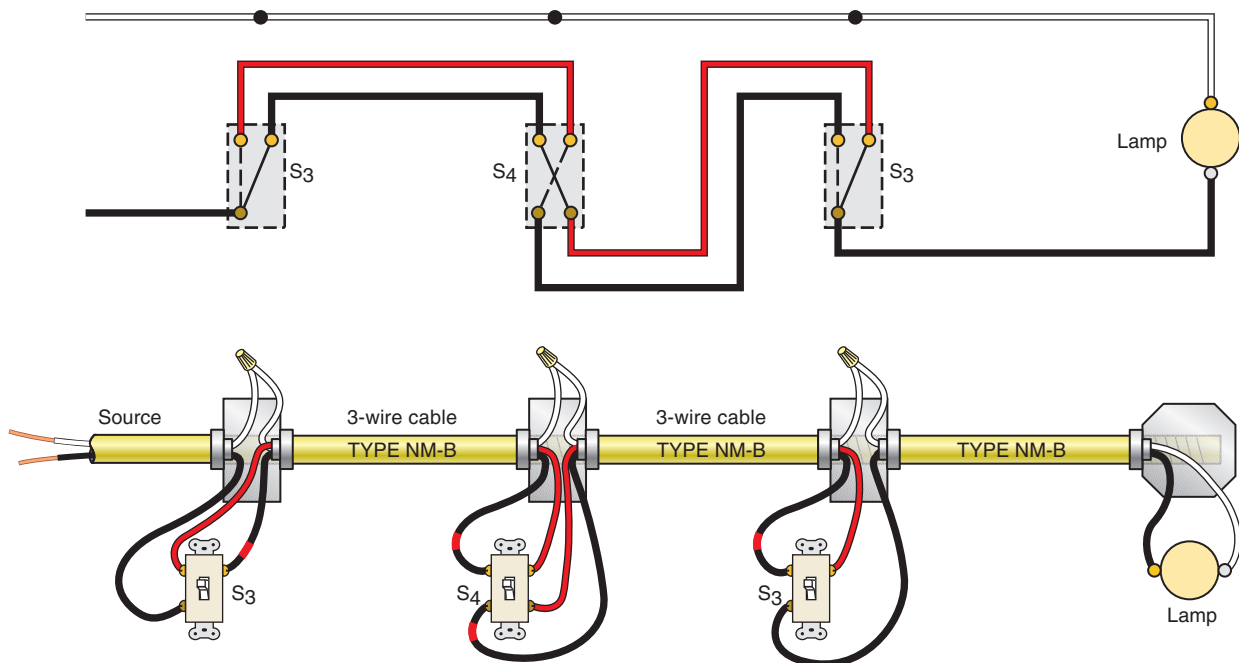 Lamp
S3
S4
S3
Source
3-wire cable
3-wire cable
TYPE NM-B
TYPE NM-B
TYPE NM-B
S3
S4
S3
Lamp